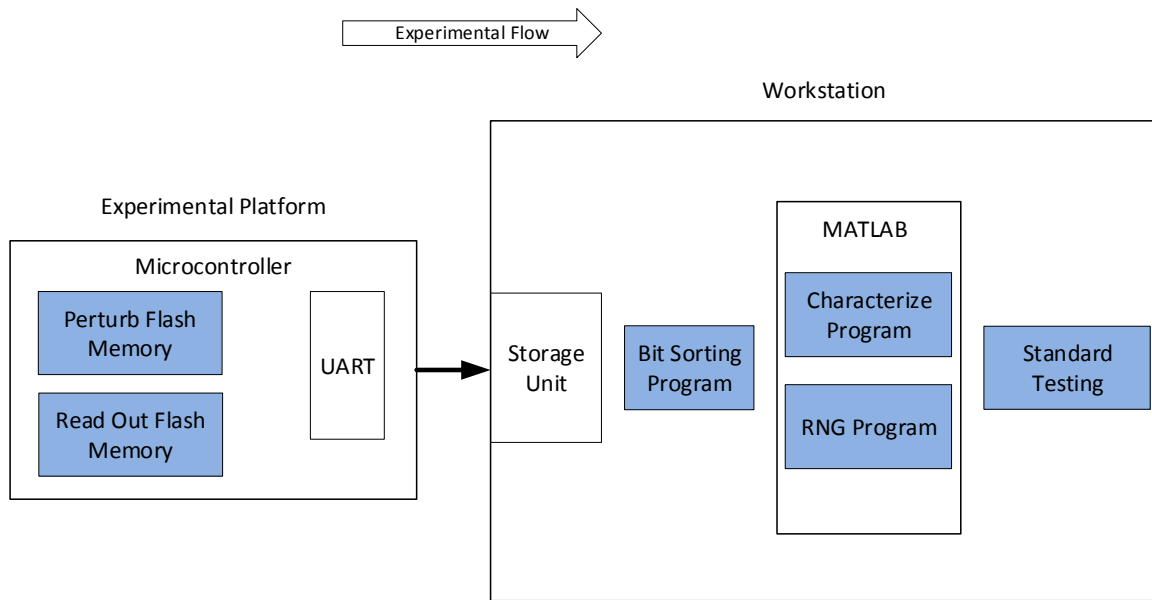 Experimental Flow
Workstation
Experimental Platform
Microcontroller
Perturb Flash
Memory
Read Out Flash
Memory
UART
Storage
Unit
Bit Sorting
Program
MATLAB
Characterize
Program
RNG Program
Standard
Testing